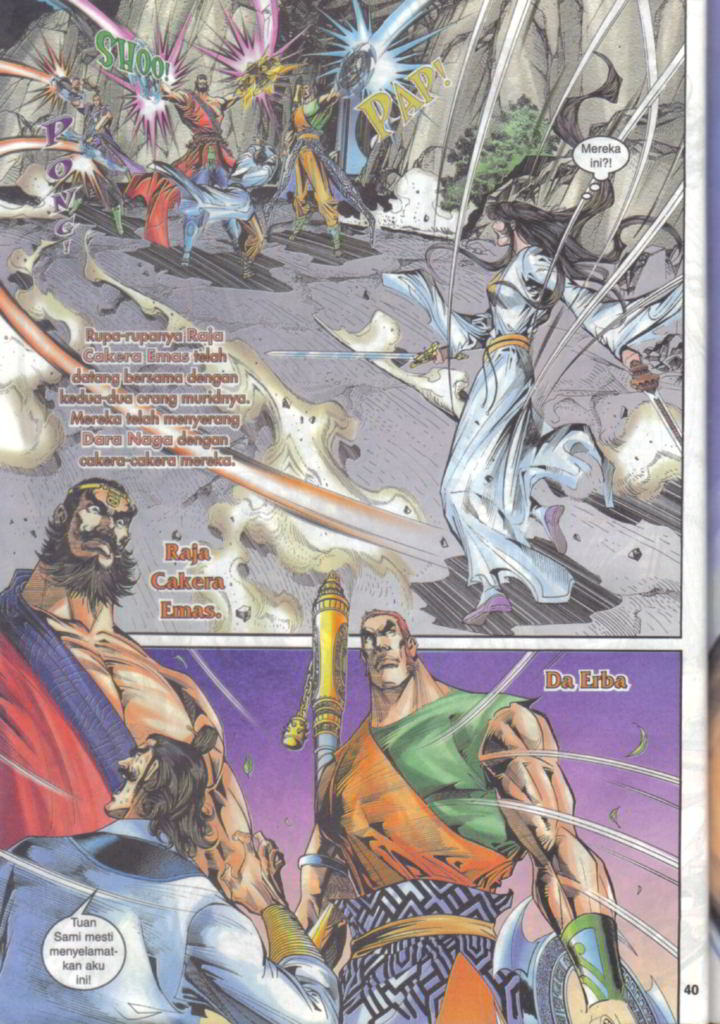 SHOO!
PAP!
PONG!
Mereka
ini?!
Rupa-rupanya Raja
Cakera Emas telah
datang bersama dengan
kedua-dua orang muridnya.
Mereka telah menyerang
Dara Naga dengan
cakera-cakera mereka.
Raja
Cakera
Emas.
Da Erba
Tuan
Sami mesti
menyelamat-
kan aku
ini!
40